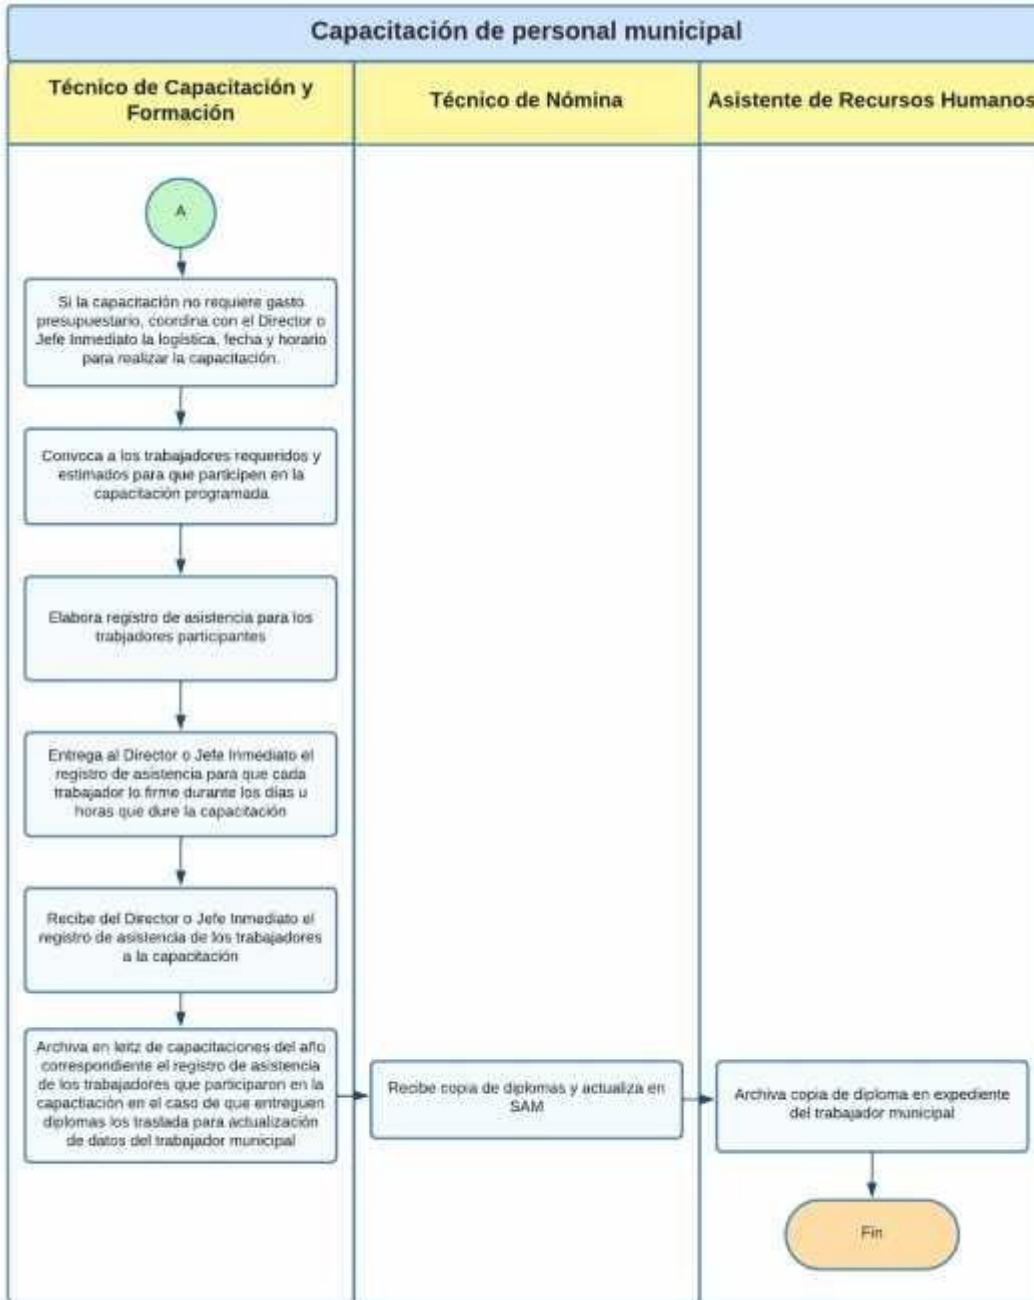 Capacitación de personal municipal
Técnico de Capacitación y
Formación
Técnico de Nómina
Asistente de Recursos Humanos
A
Si la capacitación no requiere gasto
presupuestario, coordina con el Director o
Jefe Inmediato la logística, fecha y horario
para realizar la capacitación.
Convoca a los trabajadores requeridos y
estimados para que participen en la
capacitación programada
Elabora registro de asistencia para los
trabjadores participantes
Entrega al Director o Jefe Inmediato el
registro de asistencia para que cada
trabajador lo firme durante los días u
horas que dure la capacitación
Recibe del Director o Jefe Inmediato el
registro de asistencia de los trabajadores
a la capacitación
Archiva en leitz de capacitaciones del año
correspondiente el registro de asistencia
de los trabajadores que participaron en la
capactiación en el caso de que entreguen
diplomas los traslada para actualización
de datos del trabajador municipal
Recibe copia de diplomas y actualiza en
SAM
Archiva copia de diploma en expediente
del trabajador municipal
Fin